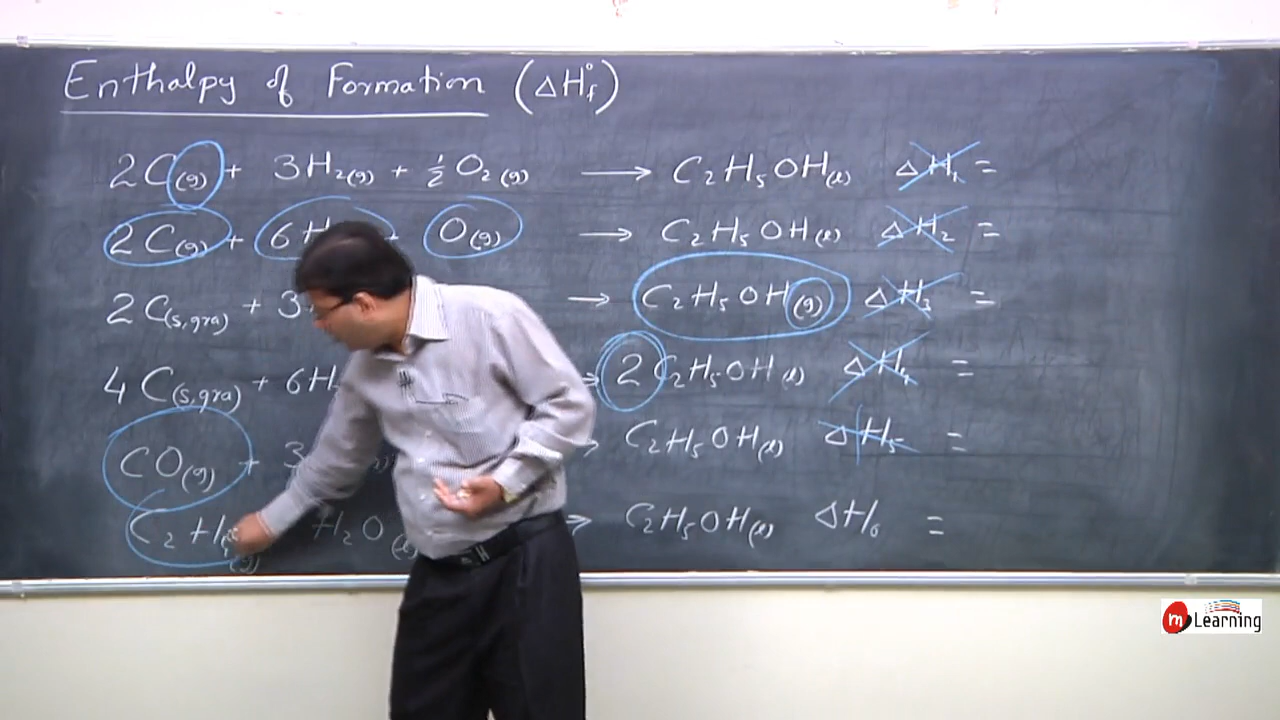 Enthalpy of Formation (ΔH°f)
2C(g) + 3H2(g) + ½O2(g) → C2H5OH(l) ΔH1 =
2C(g) + 6H O(g) → C2H5OH(l) ΔH2 =
2C(s,gra) + 3 → C2H5OH(g) ΔH3 =
4C(s,gra) + 6H → 2C2H5OH(l) ΔH4 =
CO(g) + 3 → C2H5OH(l) ΔH5 =
C2H4(g) H2O(l) → C2H5OH(l) ΔH6 =
m Learning